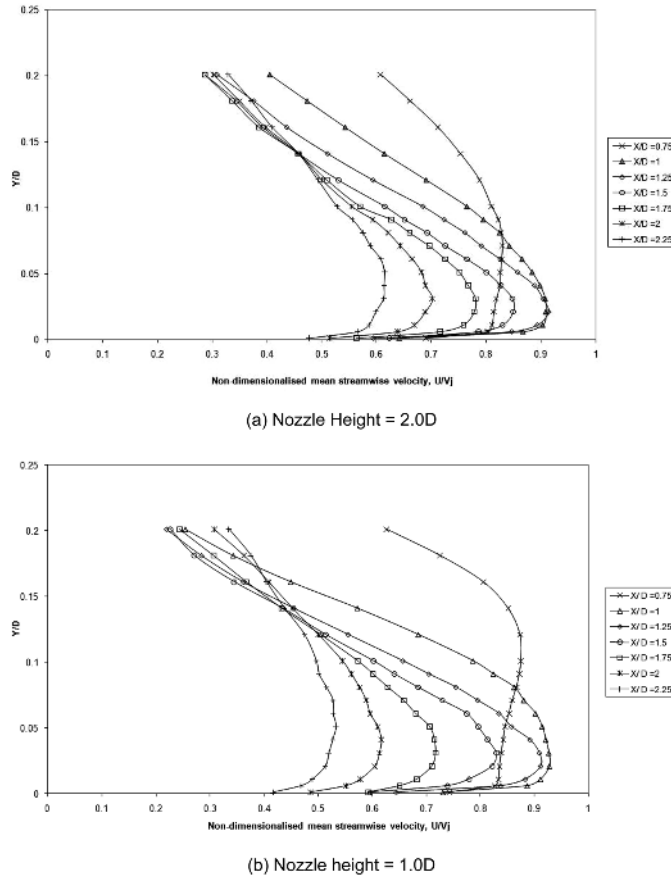 0.25
0.2
0.15
0.1
0.05
0
Y/D
0 0.1 0.2 0.3 0.4 0.5 0.6 0.7 0.8 0.9 1
Non-dimensionalised mean streamwise velocity, U/Vj
X/D =0.75
X/D =1
X/D =1.25
X/D =1.5
X/D =1.75
X/D =2
X/D =2.25
(a) Nozzle Height = 2.0D
0.25
0.2
0.15
0.1
0.05
0
Y/D
0 0.1 0.2 0.3 0.4 0.5 0.6 0.7 0.8 0.9 1
Non-dimensionalised mean streamwise velocity, U/Vj
X/D =0.75
X/D =1
X/D =1.25
X/D =1.5
X/D =1.75
X/D =2
X/D =2.25
(b) Nozzle height = 1.0D